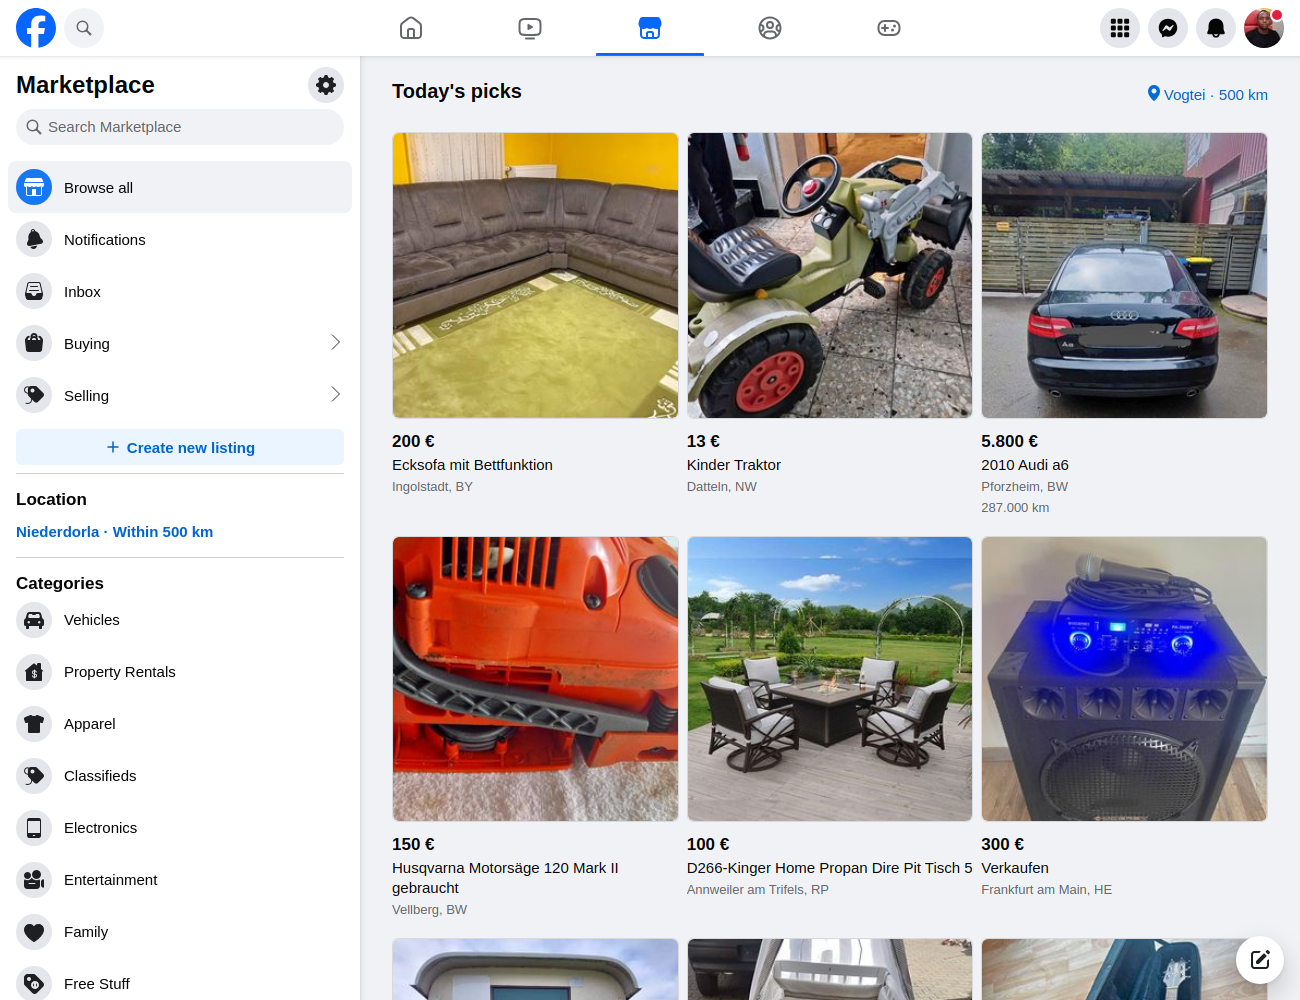 Marketplace
Search Marketplace
Browse all
Notifications
Inbox
Buying
Selling
Create new listing
Location
Niederdorla · Within 500 km
Categories
Vehicles
Property Rentals
Apparel
Classifieds
Electronics
Entertainment
Family
Free Stuff
Today's picks
Vogtei · 500 km
200 €
Ecksofa mit Bettfunktion
Ingolstadt, BY
13 €
Kinder Traktor
Datteln, NW
5.800 €
2010 Audi a6
Pforzheim, BW
287.000 km
150 €
Husqvarna Motorsäge 120 Mark II
gebraucht
Vellberg, BW
100 €
D266-Kinger Home Propan Dire Pit Tisch 5
Annweiler am Trifels, RP
300 €
Verkaufen
Frankfurt am Main, HE